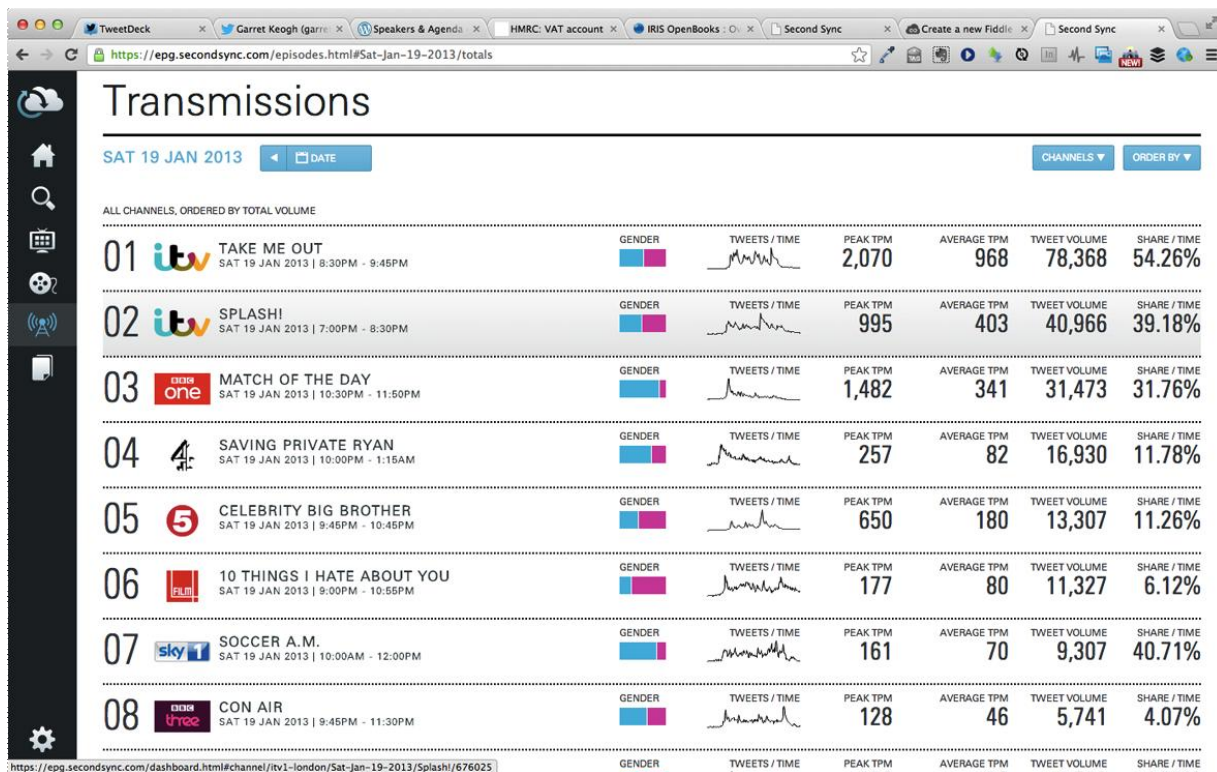 TweetDeck
Garret Keogh (garre
Speakers & Agenda
HMRC: VAT account
IRIS OpenBooks : Ov
Second Sync
Create a new Fiddle
Second Sync
https://epg.secondsync.com/episodes.html#Sat-Jan-19-2013/totals
NEW!
Transmissions
SAT 19 JAN 2013
DATE
CHANNELS ▼
ORDER BY ▼
ALL CHANNELS, ORDERED BY TOTAL VOLUME
GENDER TWEETS / TIME PEAK TPM AVERAGE TPM TWEET VOLUME SHARE / TIME
01 itv TAKE ME OUT 2,070 968 78,368 54.26%
SAT 19 JAN 2013 | 8:30PM - 9:45PM
GENDER TWEETS / TIME PEAK TPM AVERAGE TPM TWEET VOLUME SHARE / TIME
02 itv SPLASH! 995 403 40,966 39.18%
SAT 19 JAN 2013 | 7:00PM - 8:30PM
GENDER TWEETS / TIME PEAK TPM AVERAGE TPM TWEET VOLUME SHARE / TIME
03 BBC one MATCH OF THE DAY 1,482 341 31,473 31.76%
SAT 19 JAN 2013 | 10:30PM - 11:50PM
GENDER TWEETS / TIME PEAK TPM AVERAGE TPM TWEET VOLUME SHARE / TIME
04 4 SAVING PRIVATE RYAN 257 82 16,930 11.78%
SAT 19 JAN 2013 | 10:00PM - 1:15AM
GENDER TWEETS / TIME PEAK TPM AVERAGE TPM TWEET VOLUME SHARE / TIME
05 5 CELEBRITY BIG BROTHER 650 180 13,307 11.26%
SAT 19 JAN 2013 | 9:45PM - 10:45PM
GENDER TWEETS / TIME PEAK TPM AVERAGE TPM TWEET VOLUME SHARE / TIME
06 FILM 10 THINGS I HATE ABOUT YOU 177 80 11,327 6.12%
SAT 19 JAN 2013 | 9:00PM - 10:55PM
GENDER TWEETS / TIME PEAK TPM AVERAGE TPM TWEET VOLUME SHARE / TIME
07 sky 1 SOCCER A.M. 161 70 9,307 40.71%
SAT 19 JAN 2013 | 10:00AM - 12:00PM
GENDER TWEETS / TIME PEAK TPM AVERAGE TPM TWEET VOLUME SHARE / TIME
08 BBC three CON AIR 128 46 5,741 4.07%
SAT 19 JAN 2013 | 9:45PM - 11:30PM
GENDER TWEETS / TIME PEAK TPM AVERAGE TPM TWEET VOLUME SHARE / TIME
https://epg.secondsync.com/dashboard.html#channel/itv1-london/Sat-Jan-19-2013/Splash!/676025